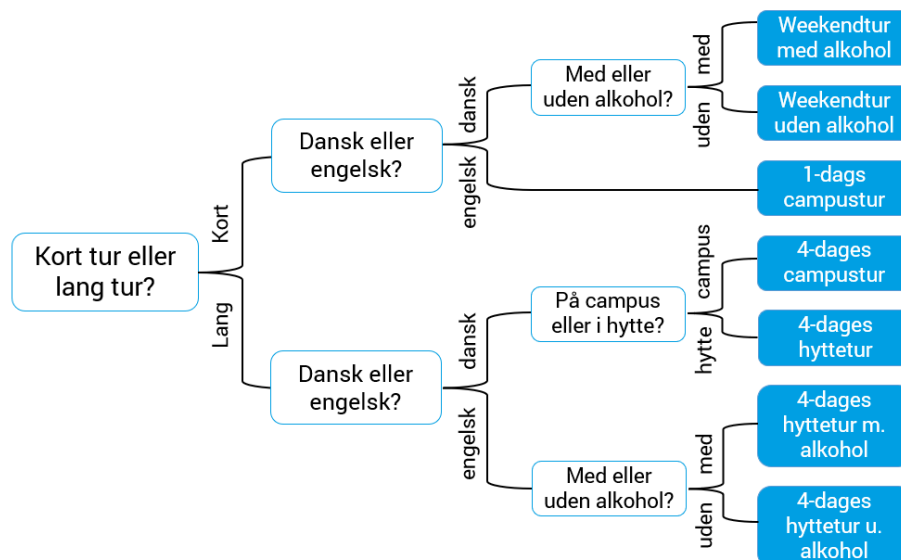 Kort tur eller
lang tur?
Kort
Lang
Dansk eller
engelsk?
dansk
engelsk
Med eller
uden alkohol?
med
uden
Weekendtur
med alkohol
Weekendtur
uden alkohol
1-dags
campustur
Dansk eller
engelsk?
dansk
engelsk
På campus
eller i hytte?
campus
hytte
4-dages
campustur
4-dages
hyttetur
Med eller
uden alkohol?
med
uden
4-dages
hyttetur m.
alkohol
4-dages
hyttetur u.
alkohol